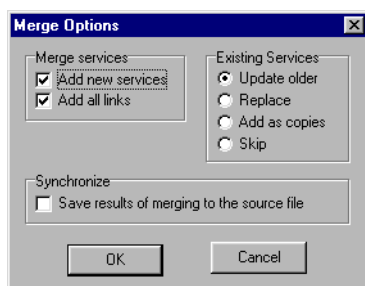 Merge Options
Merge services
Add new services
Add all links
Existing Services
Update older
Replace
Add as copies
Skip
Synchronize
Save results of merging to the source file
OK
Cancel